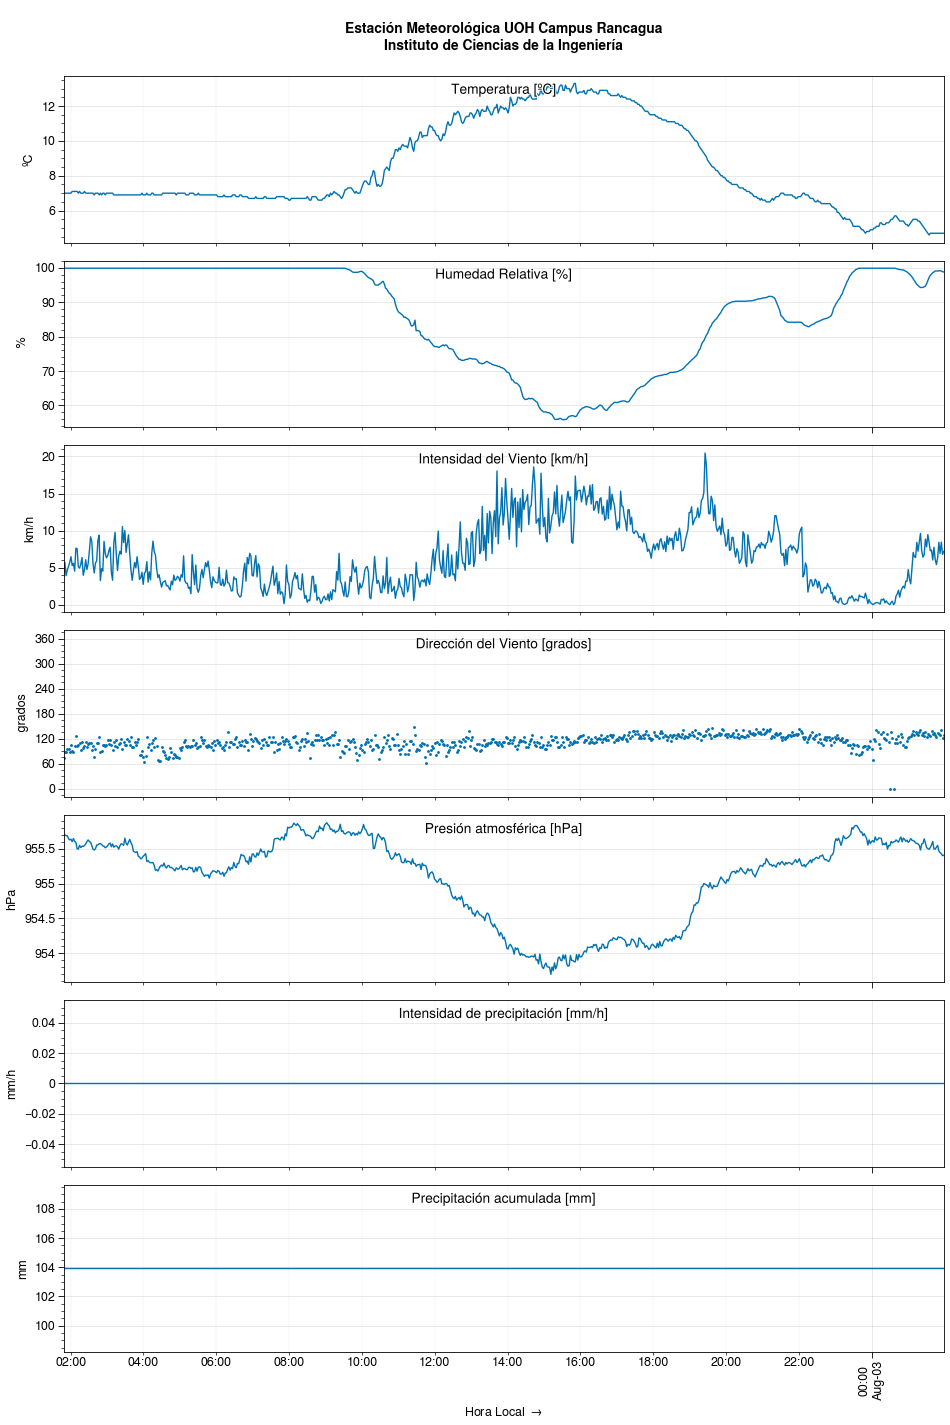 Estación Meteorológica UOH Campus Rancagua
Instituto de Ciencias de la Ingeniería
Temperatura [ºC]
ºC
12
10
8
6
Humedad Relativa [%]
%
100
90
80
70
60
Intensidad del Viento [km/h]
km/h
20
15
10
5
0
Dirección del Viento [grados]
grados
360
300
240
180
120
60
0
Presión atmosférica [hPa]
hPa
955.5
955
954.5
954
Intensidad de precipitación [mm/h]
mm/h
0.04
0.02
0
−0.02
−0.04
Precipitación acumulada [mm]
mm
108
106
104
102
100
02:00 04:00 06:00 08:00 10:00 12:00 14:00 16:00 18:00 20:00 22:00 00:00
Aug-03
Hora Local →